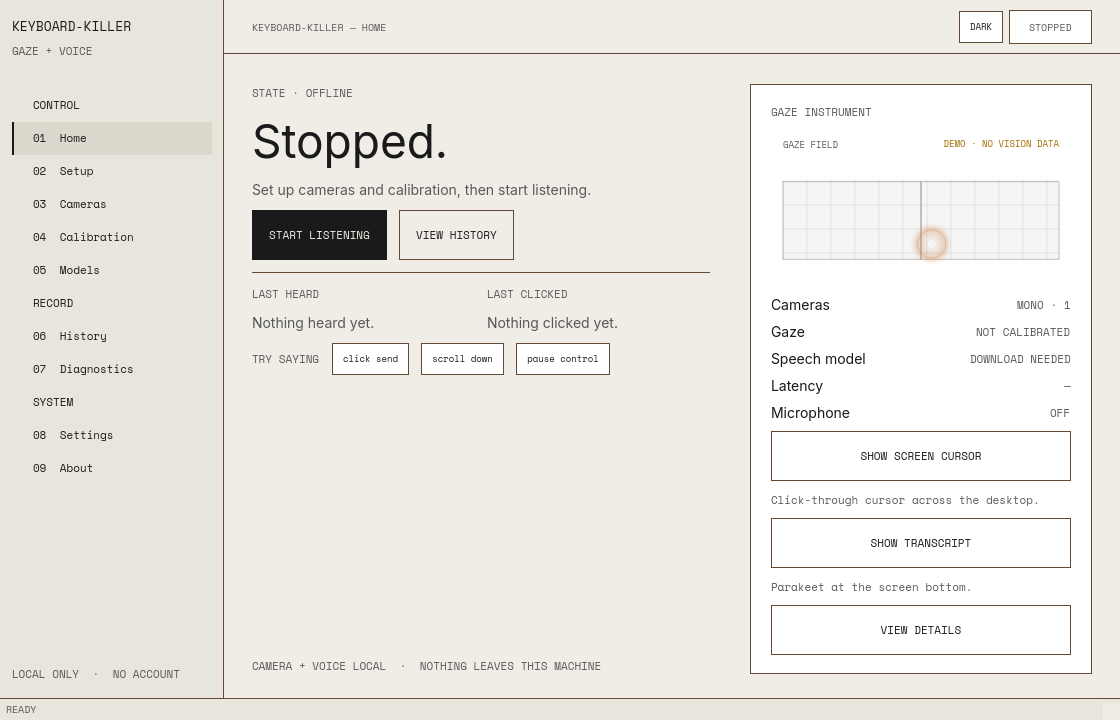 KEYBOARD-KILLER
GAZE + VOICE
CONTROL
01 Home
02 Setup
03 Cameras
04 Calibration
05 Models
RECORD
06 History
07 Diagnostics
SYSTEM
08 Settings
09 About
LOCAL ONLY · NO ACCOUNT
KEYBOARD-KILLER — HOME
DARK
STOPPED
STATE · OFFLINE
Stopped.
Set up cameras and calibration, then start listening.
START LISTENING
VIEW HISTORY
LAST HEARD
Nothing heard yet.
LAST CLICKED
Nothing clicked yet.
TRY SAYING
click send
scroll down
pause control
CAMERA + VOICE LOCAL · NOTHING LEAVES THIS MACHINE
GAZE INSTRUMENT
GAZE FIELD
DEMO · NO VISION DATA
Cameras MONO · 1
Gaze NOT CALIBRATED
Speech model DOWNLOAD NEEDED
Latency —
Microphone OFF
SHOW SCREEN CURSOR
Click-through cursor across the desktop.
SHOW TRANSCRIPT
Parakeet at the screen bottom.
VIEW DETAILS
READY